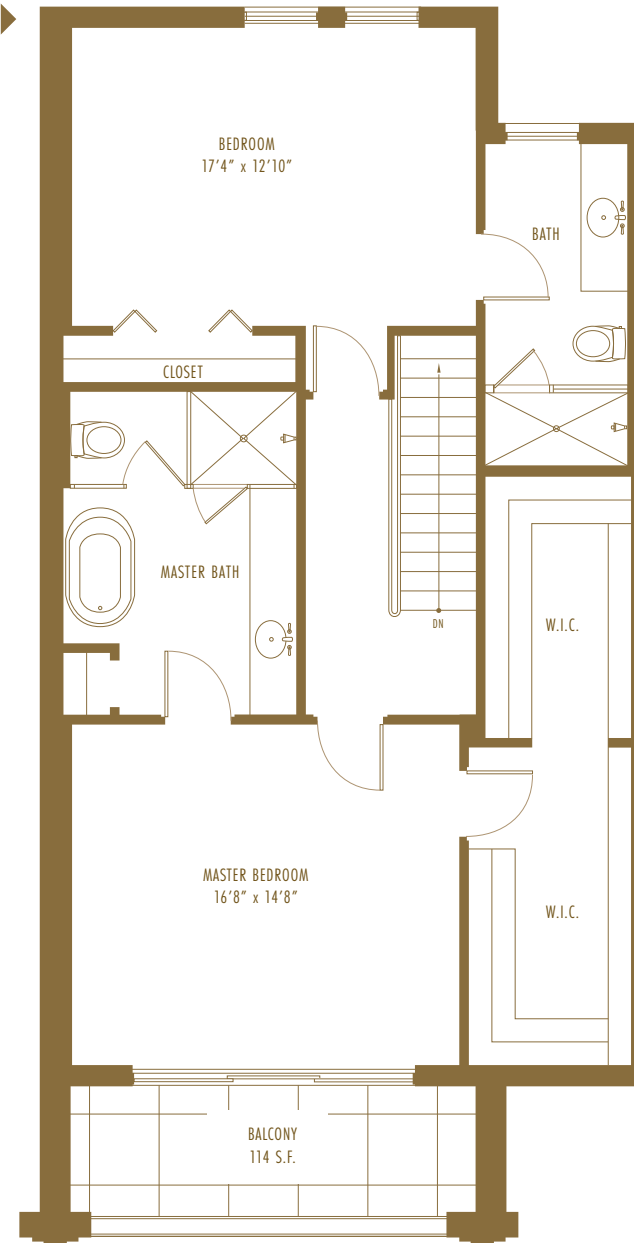 BEDROOM
17'4" x 12'10"
BATH
CLOSET
MASTER BATH
DN
W.I.C.
MASTER BEDROOM
16'8" x 14'8"
W.I.C.
BALCONY
114 S.F.